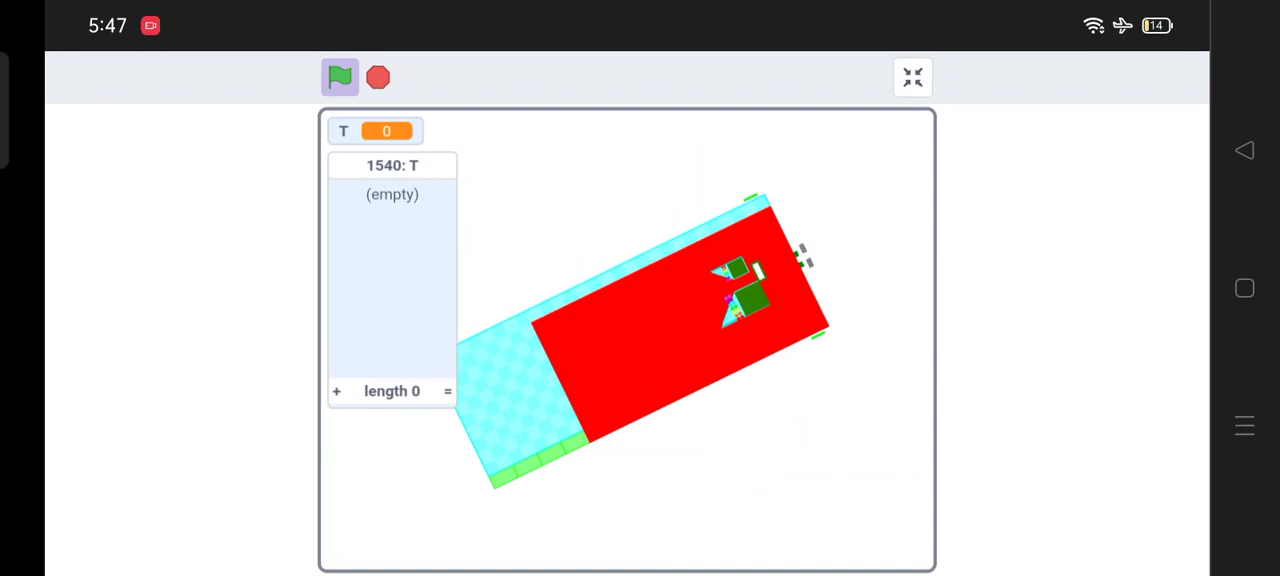 5:47
14
T 0
1540: T
(empty)
+ length 0 =